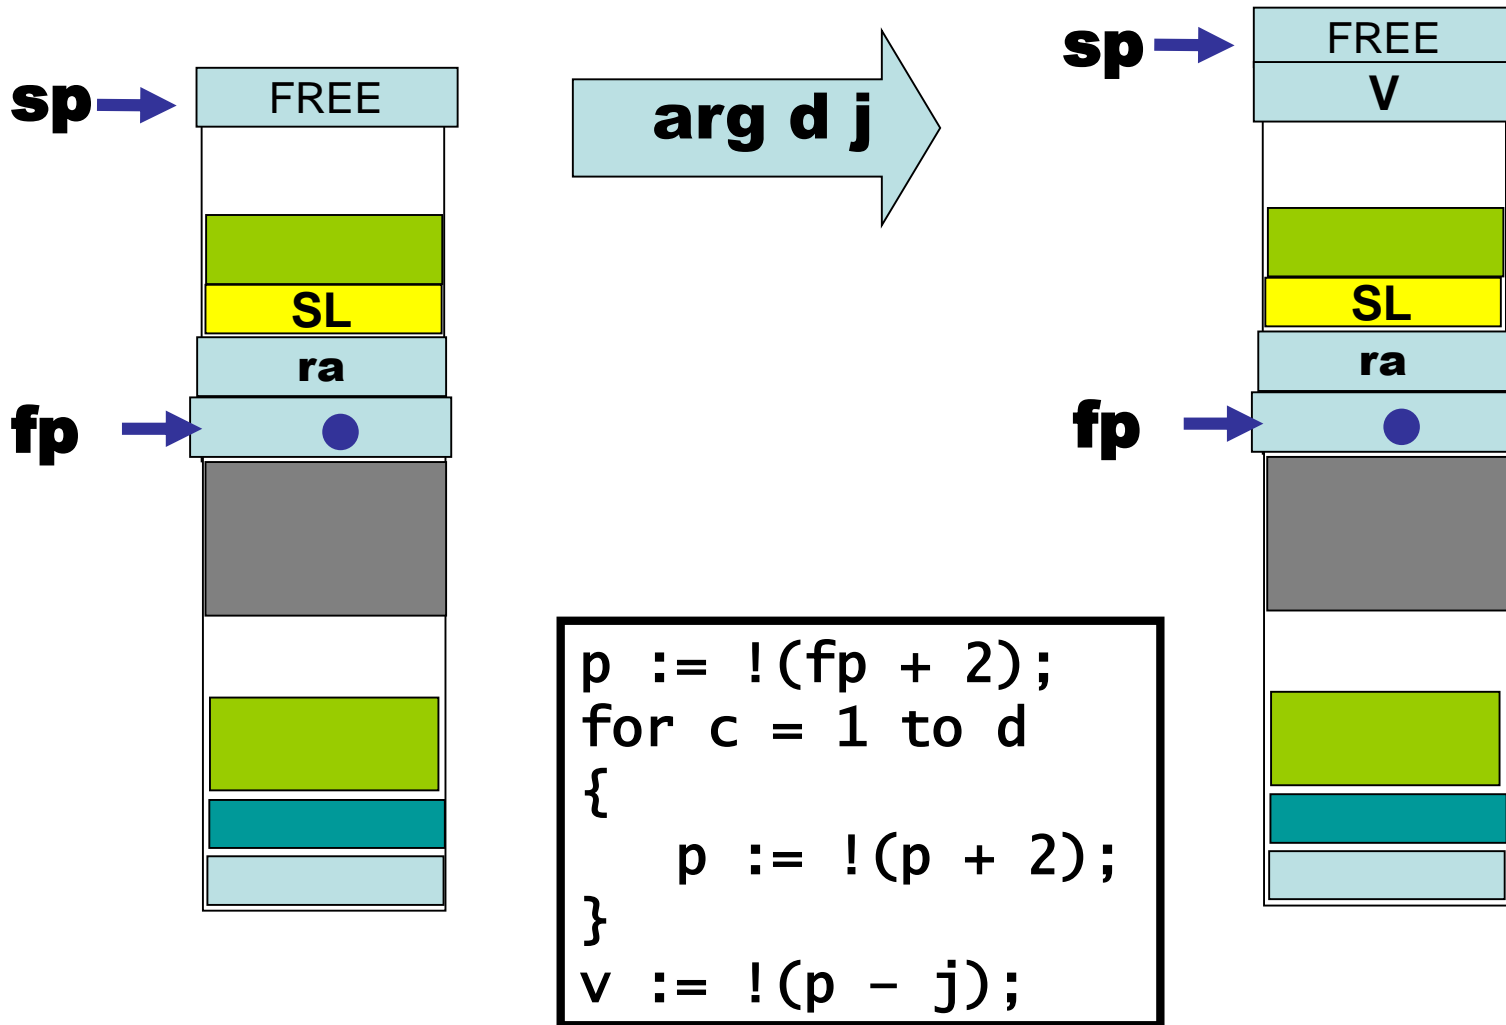 sp
FREE
SL
ra
fp
arg d j
sp
FREE
V
SL
ra
fp
p := !(fp + 2);
for c = 1 to d
{
p := !(p + 2);
}
v := !(p – j);